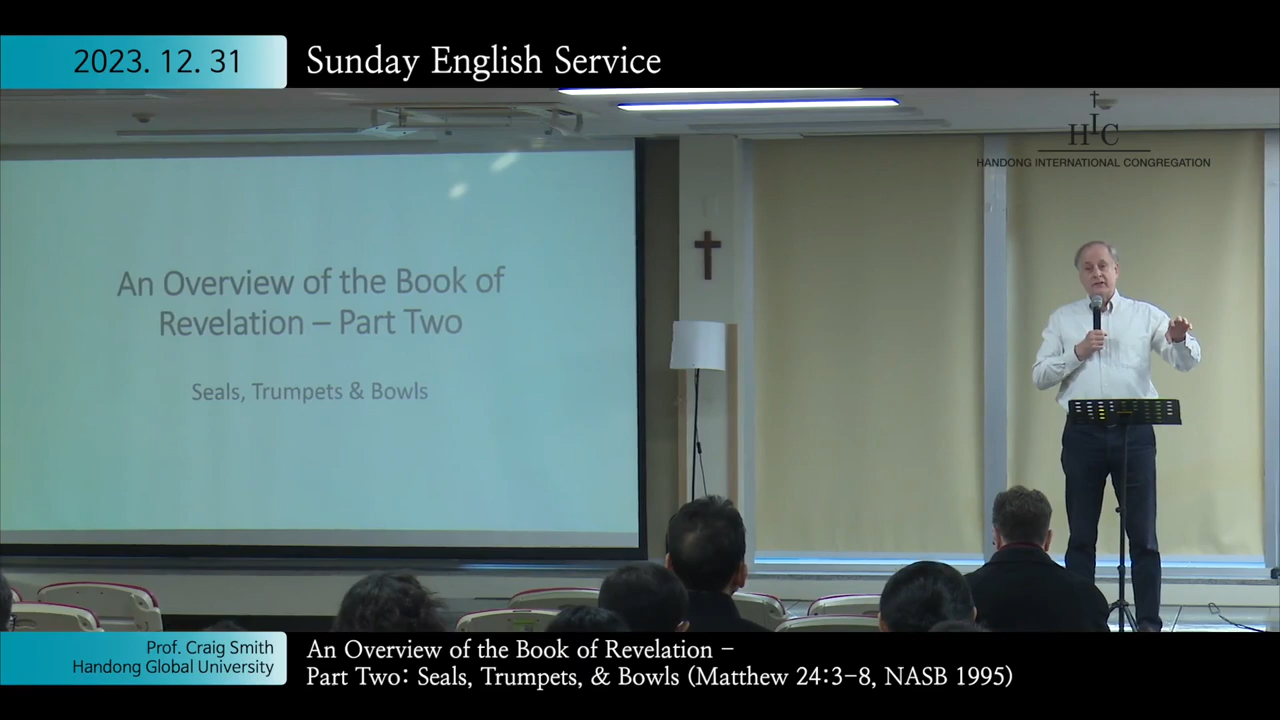 2023. 12. 31
Sunday English Service
HIC
HANDONG INTERNATIONAL CONGREGATION
An Overview of the Book of
Revelation – Part Two
Seals, Trumpets & Bowls
Prof. Craig Smith
Handong Global University
An Overview of the Book of Revelation –
Part Two: Seals, Trumpets, & Bowls (Matthew 24:3-8, NASB 1995)